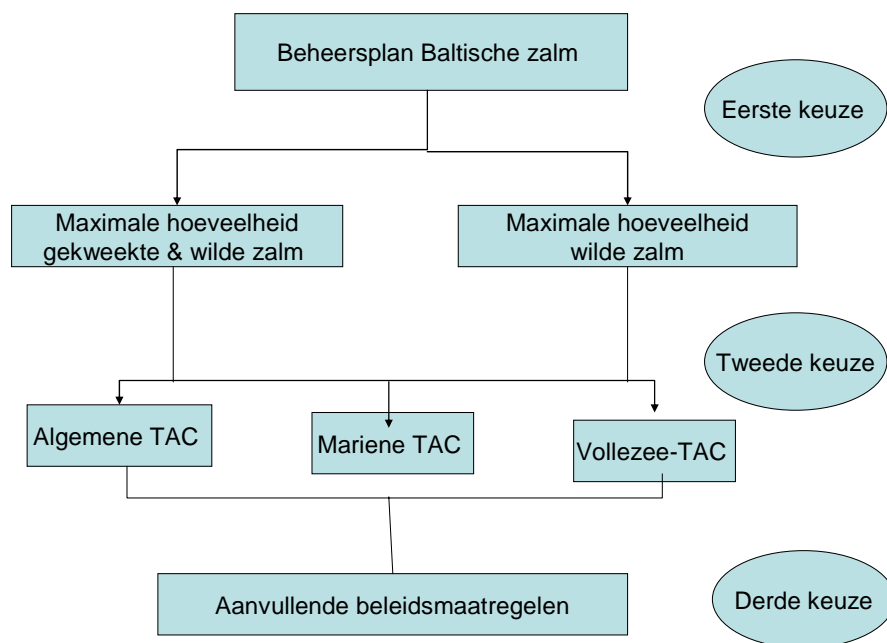 Beheersplan Baltische zalm
Eerste keuze
Maximale hoeveelheid
gekweekte & wilde zalm
Maximale hoeveelheid
wilde zalm
Tweede keuze
Algemene TAC
Mariene TAC
Vollezee-TAC
Aanvullende beleidsmaatregelen
Derde keuze